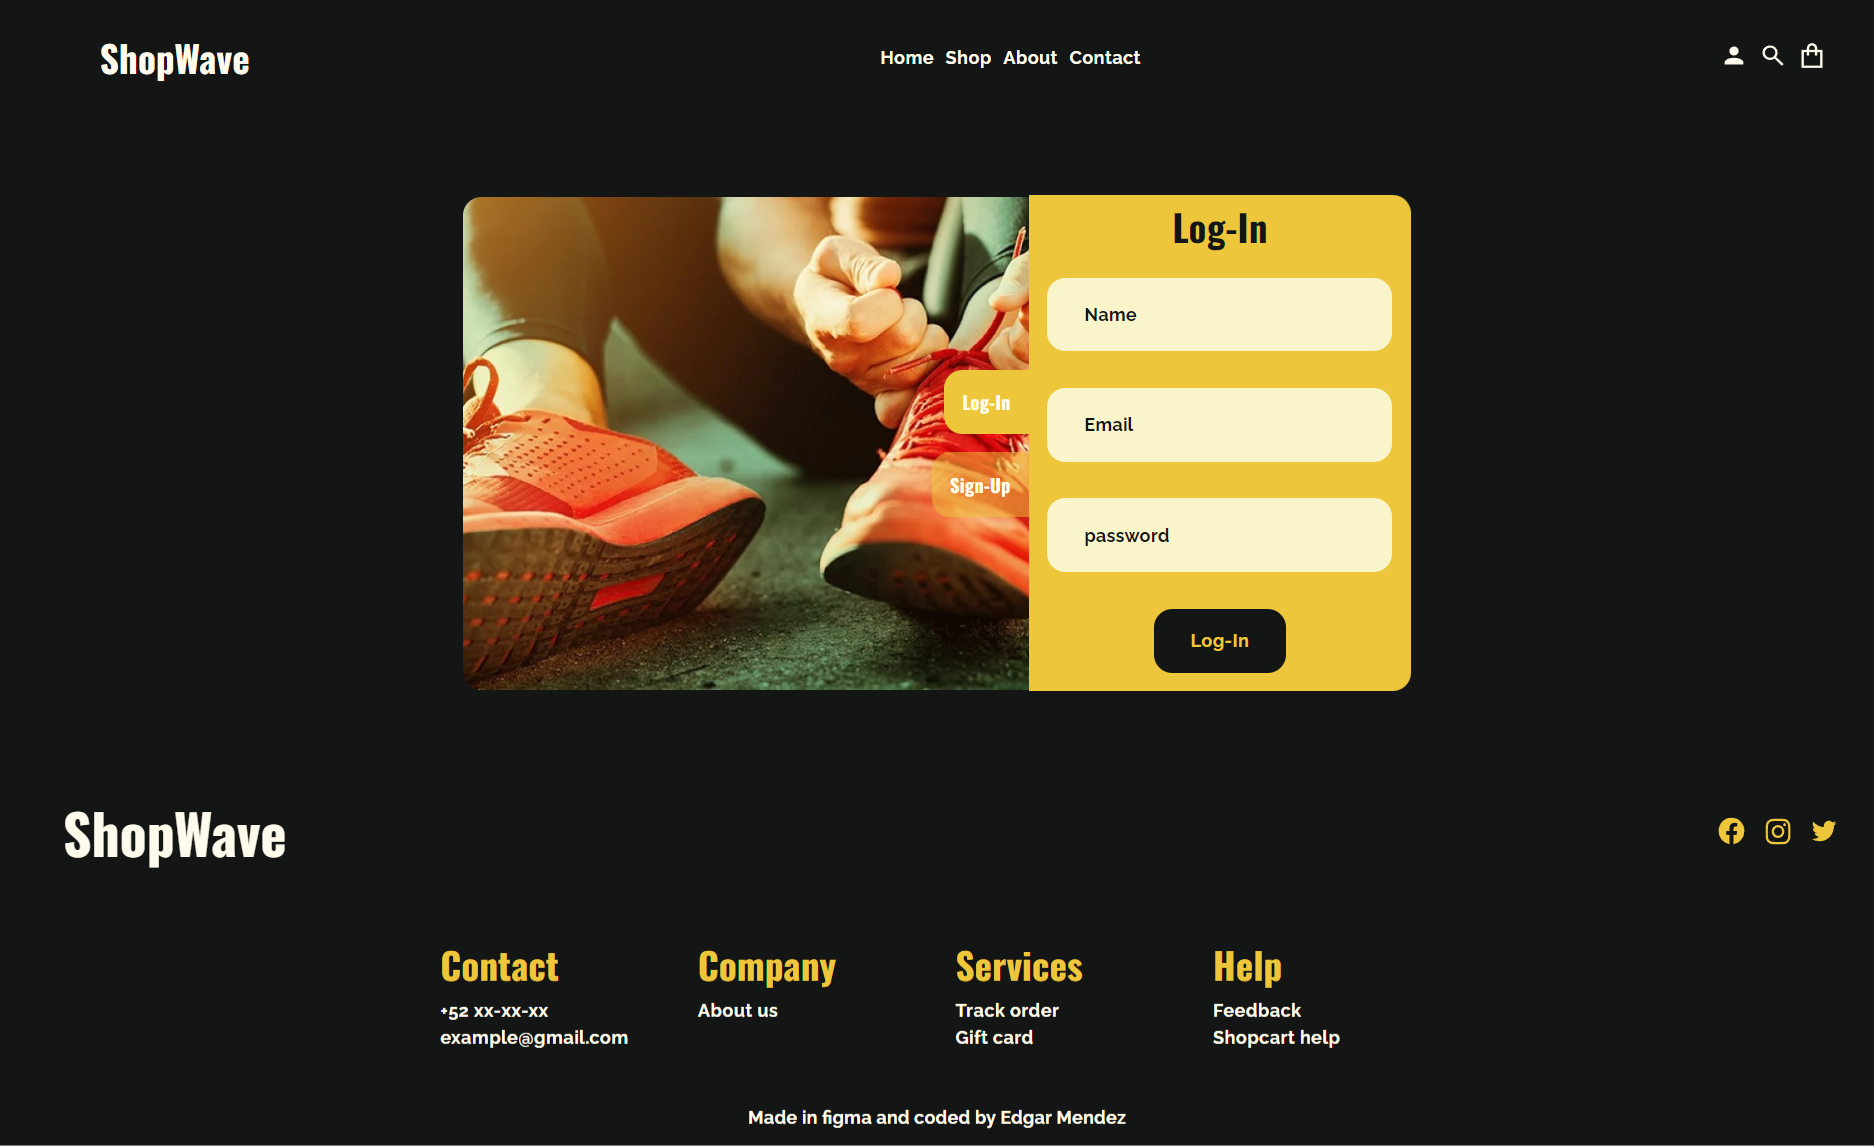 ShopWave
Home Shop About Contact
Log-In
Name
Email
password
Log-In
Log-In
Sign-Up
ShopWave
Contact
+52 xx-xx-xx
example@gmail.com
Company
About us
Services
Track order
Gift card
Help
Feedback
Shopcart help
Made in figma and coded by Edgar Mendez